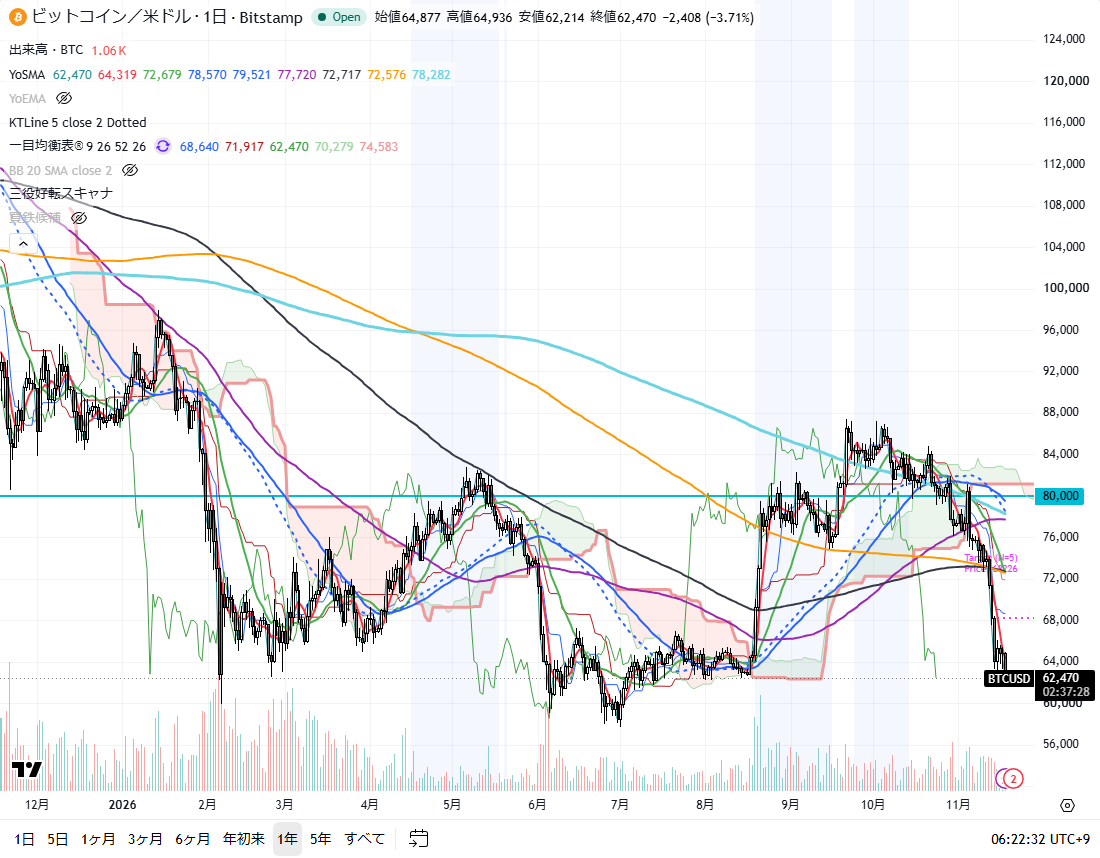 ビットコイン／米ドル · 1日 · Bitstamp Open 始値64,877 高値64,936 安値62,214 終値62,470 −2,408 (−3.71%)
出来高 · BTC 1.06 K
YoSMA 62,470 64,319 72,679 78,570 79,521 77,720 72,717 72,576 78,282
YoEMA
KTLine 5 close 2 Dotted
一目均衡表® 9 26 52 26 68,640 71,917 62,470 70,279 74,583
BB 20 SMA close 2
三役好転スキャナ
124,000
120,000
116,000
112,000
108,000
104,000
100,000
96,000
92,000
88,000
84,000
80,000
76,000
72,000
68,000
64,000
BTCUSD 62,470
02:37:28
60,000
56,000
2
12月 2026 2月 3月 4月 5月 6月 7月 8月 9月 10月 11月
1日 5日 1ヶ月 3ヶ月 6ヶ月 年初来 1年 5年 すべて 06:22:32 UTC+9